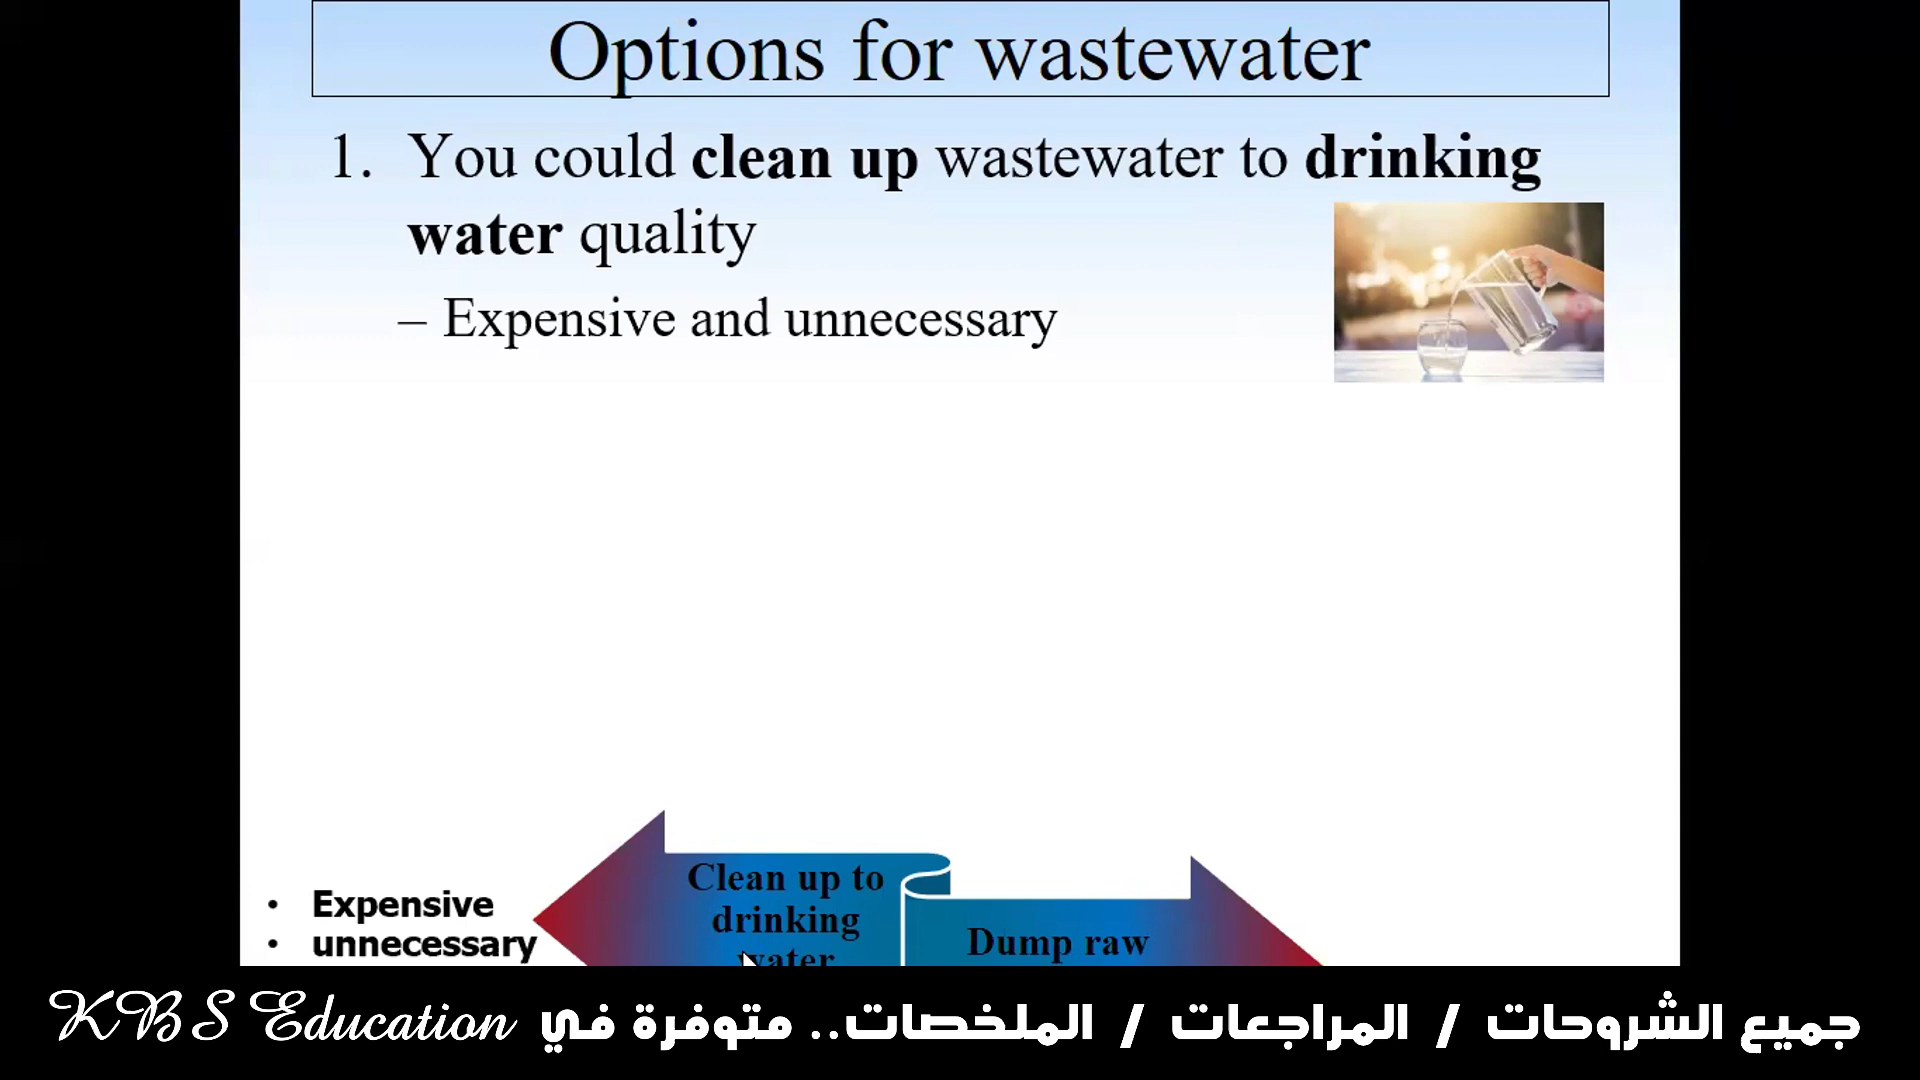 Options for wastewater
1. You could clean up wastewater to drinking
water quality
– Expensive and unnecessary
• Expensive
• unnecessary
Clean up to
drinking
water
Dump raw
KBS Education جميع الشروحات / المراجعات / الملخصات.. متوفرة في